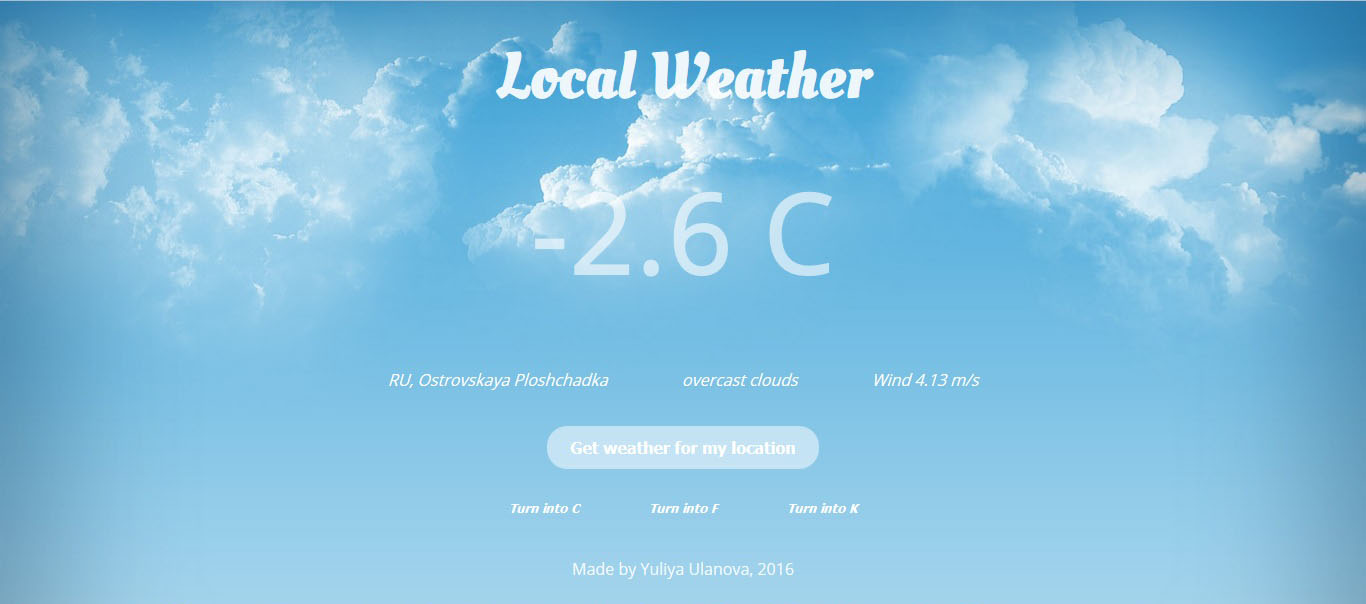 Local Weather
-2.6 C
RU, Ostrovskaya Ploshchadka overcast clouds Wind 4.13 m/s
Get weather for my location
Turn into C Turn into F Turn into K
Made by Yuliya Ulanova, 2016